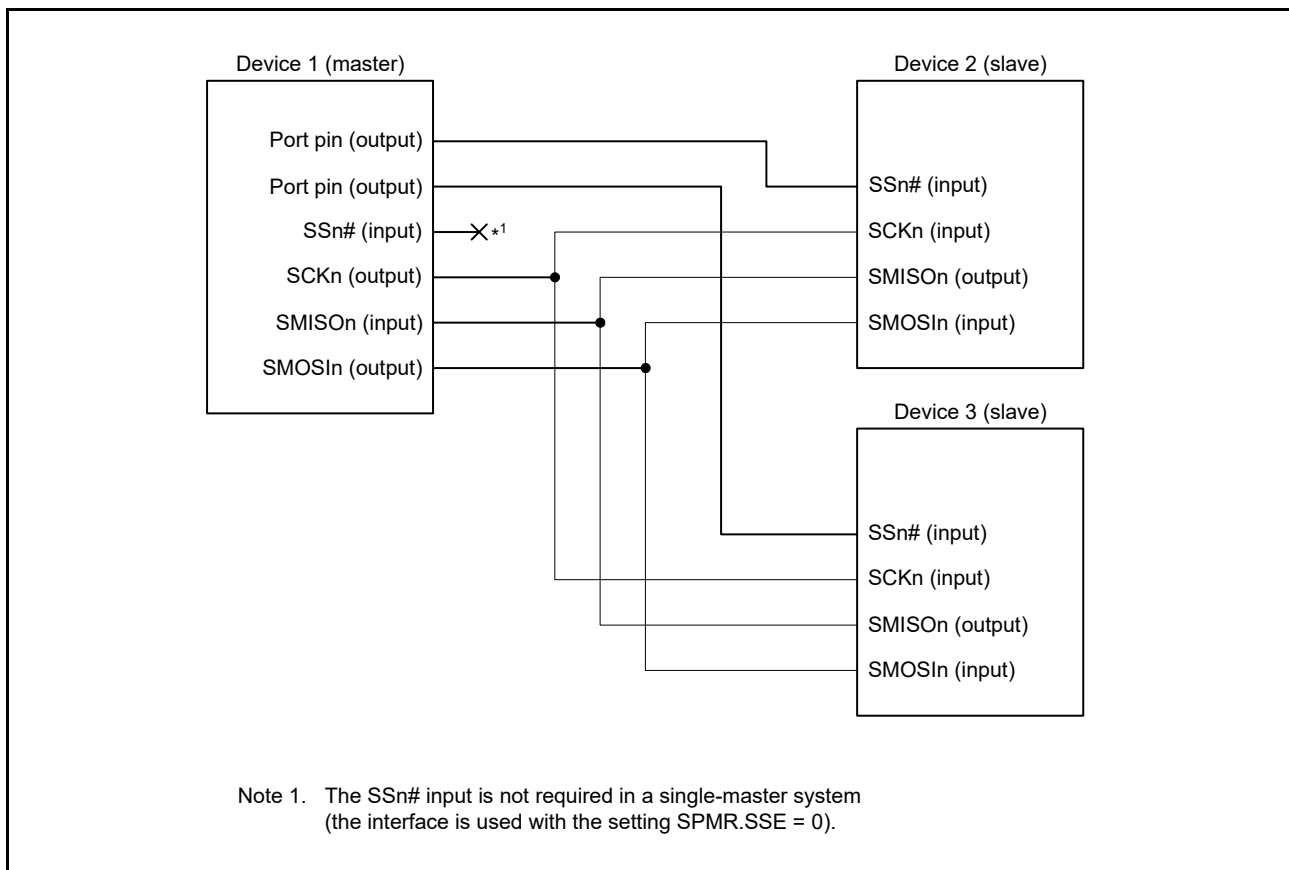 Device 1 (master)
Port pin (output)
Port pin (output)
SSn# (input)
*1
SCKn (output)
SMISOn (input)
SMOSIn (output)
Device 2 (slave)
SSn# (input)
SCKn (input)
SMISOn (output)
SMOSIn (input)
Device 3 (slave)
SSn# (input)
SCKn (input)
SMISOn (output)
SMOSIn (input)
Note 1. The SSn# input is not required in a single-master system
(the interface is used with the setting SPMR.SSE = 0).